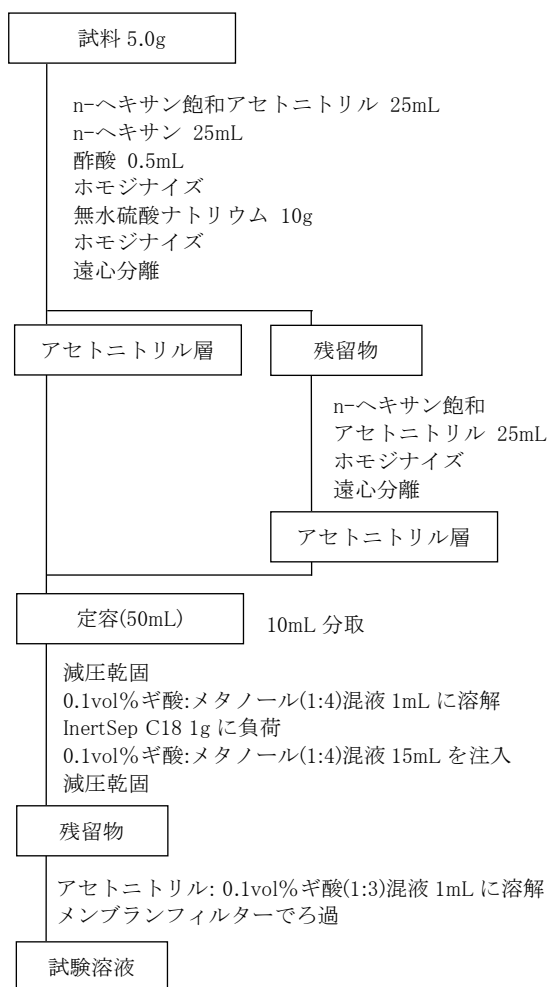 試料 5.0g
n-ヘキサン飽和アセトニトリル 25mL
n-ヘキサン 25mL
酢酸 0.5mL
ホモジナイズ
無水硫酸ナトリウム 10g
ホモジナイズ
遠心分離
アセトニトリル層
残留物
n-ヘキサン飽和
アセトニトリル 25mL
ホモジナイズ
遠心分離
アセトニトリル層
定容(50mL)
10mL 分取
減圧乾固
0.1vol%ギ酸:メタノール(1:4)混液 1mL に溶解
InertSep C18 1g に負荷
0.1vol%ギ酸:メタノール(1:4)混液 15mL を注入
減圧乾固
残留物
アセトニトリル: 0.1vol%ギ酸(1:3)混液 1mL に溶解
メンブランフィルターでろ過
試験溶液